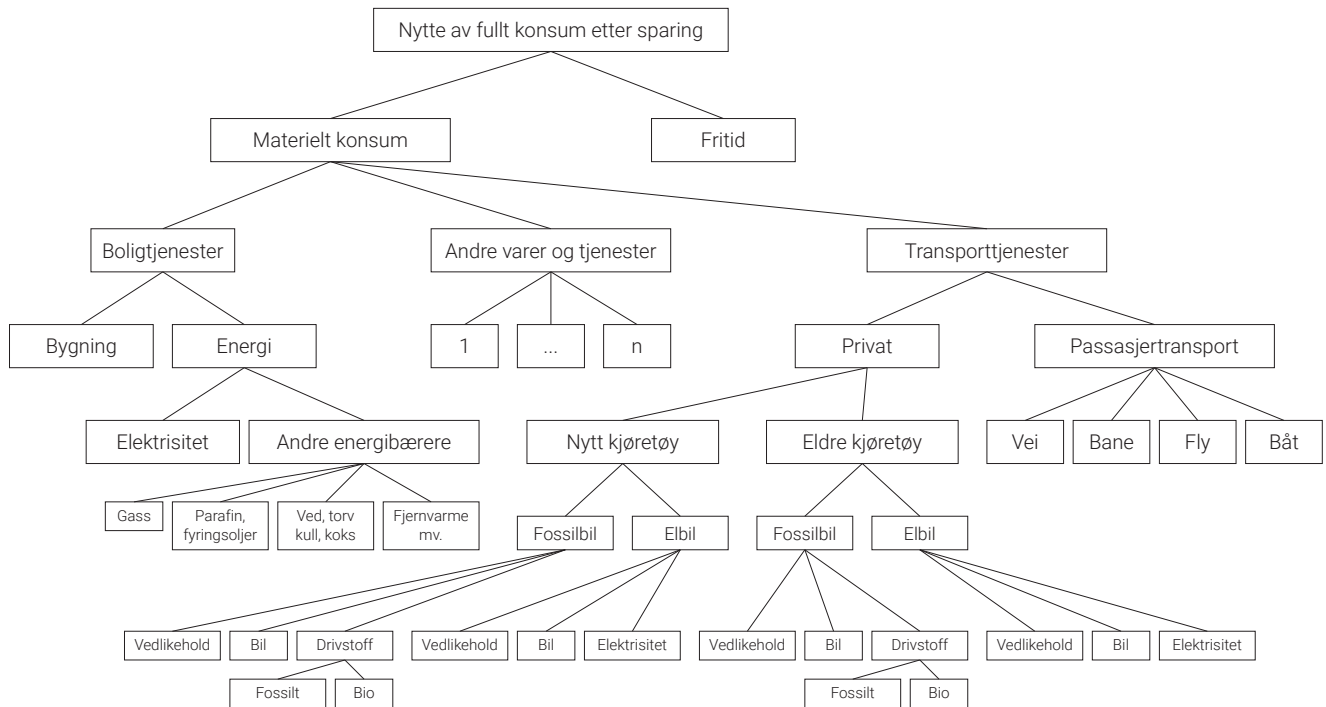 Nytte av fullt konsum etter sparing
Materielt konsum
Fritid
Boligtjenester
Andre varer og tjenester
Transporttjenester
Bygning
Energi
1
...
n
Privat
Passasjertransport
Elektrisitet
Andre energibærere
Nytt kjøretøy
Eldre kjøretøy
Vei
Bane
Fly
Båt
Gass
Parafin,
fyringsoljer
Ved, torv
kull, koks
Fjernvarme
mv.
Fossilbil
Elbil
Fossilbil
Elbil
Vedlikehold
Bil
Drivstoff
Vedlikehold
Bil
Elektrisitet
Vedlikehold
Bil
Drivstoff
Vedlikehold
Bil
Elektrisitet
Fossilt
Bio
Fossilt
Bio